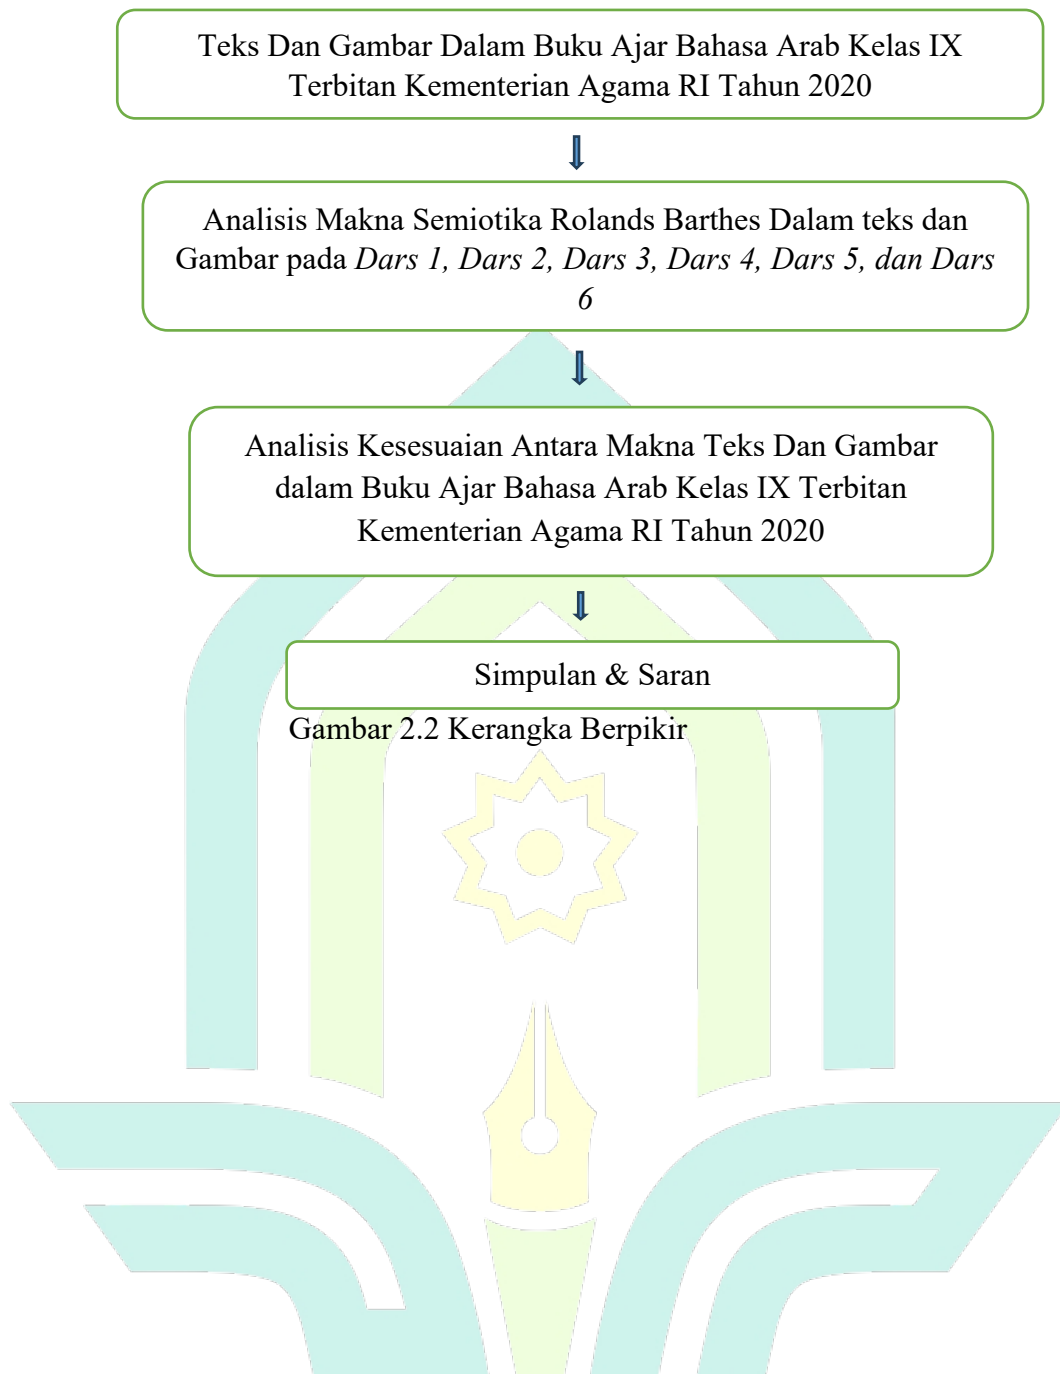 Teks Dan Gambar Dalam Buku Ajar Bahasa Arab Kelas IX
Terbitan Kementerian Agama RI Tahun 2020
Analisis Makna Semiotika Rolands Barthes Dalam teks dan
Gambar pada Dars 1, Dars 2, Dars 3, Dars 4, Dars 5, dan Dars
6
Analisis Kesesuaian Antara Makna Teks Dan Gambar
dalam Buku Ajar Bahasa Arab Kelas IX Terbitan
Kementerian Agama RI Tahun 2020
Simpulan & Saran
Gambar 2.2 Kerangka Berpikir